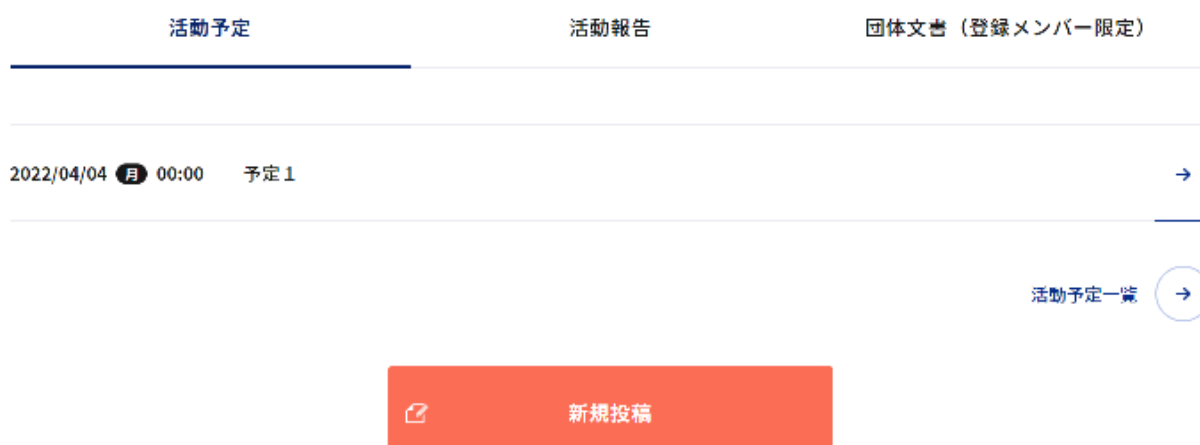 活動予定 活動報告 団体文書（登録メンバー限定）
2022/04/04 月 00:00 予定１
活動予定一覧
新規投稿